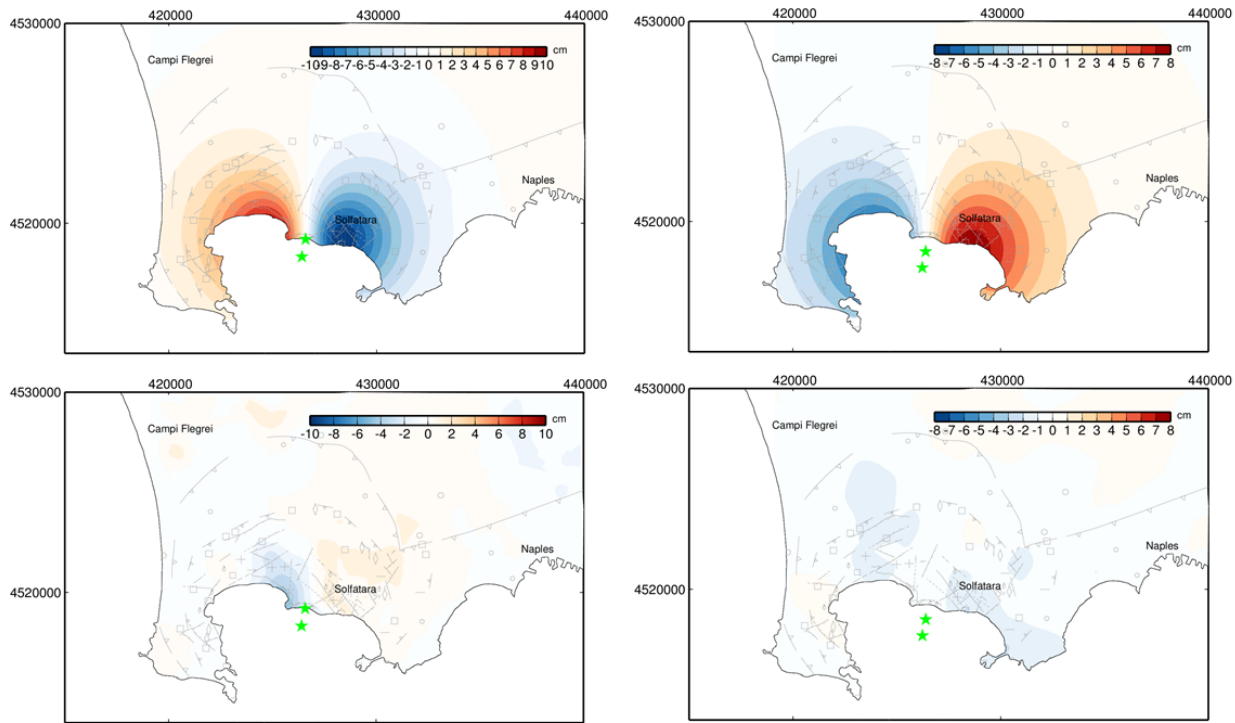 420000 430000 440000
4530000
Campi Flegrei
cm
-10-9-8-7-6-5-4-3-2-1 0 1 2 3 4 5 6 7 8 9 10
Naples
Solfatara
4520000
420000 430000
420000 430000 440000
4530000
Campi Flegrei
cm
-8 -7 -6 -5 -4 -3 -2 -1 0 1 2 3 4 5 6 7 8
Naples
Solfatara
4520000
420000 430000
420000 430000 440000
4530000
Campi Flegrei
cm
-10 -8 -6 -4 -2 0 2 4 6 8 10
Naples
Solfatara
4520000
420000 430000 440000
4530000
Campi Flegrei
cm
-8 -7 -6 -5 -4 -3 -2 -1 0 1 2 3 4 5 6 7 8
Naples
Solfatara
4520000